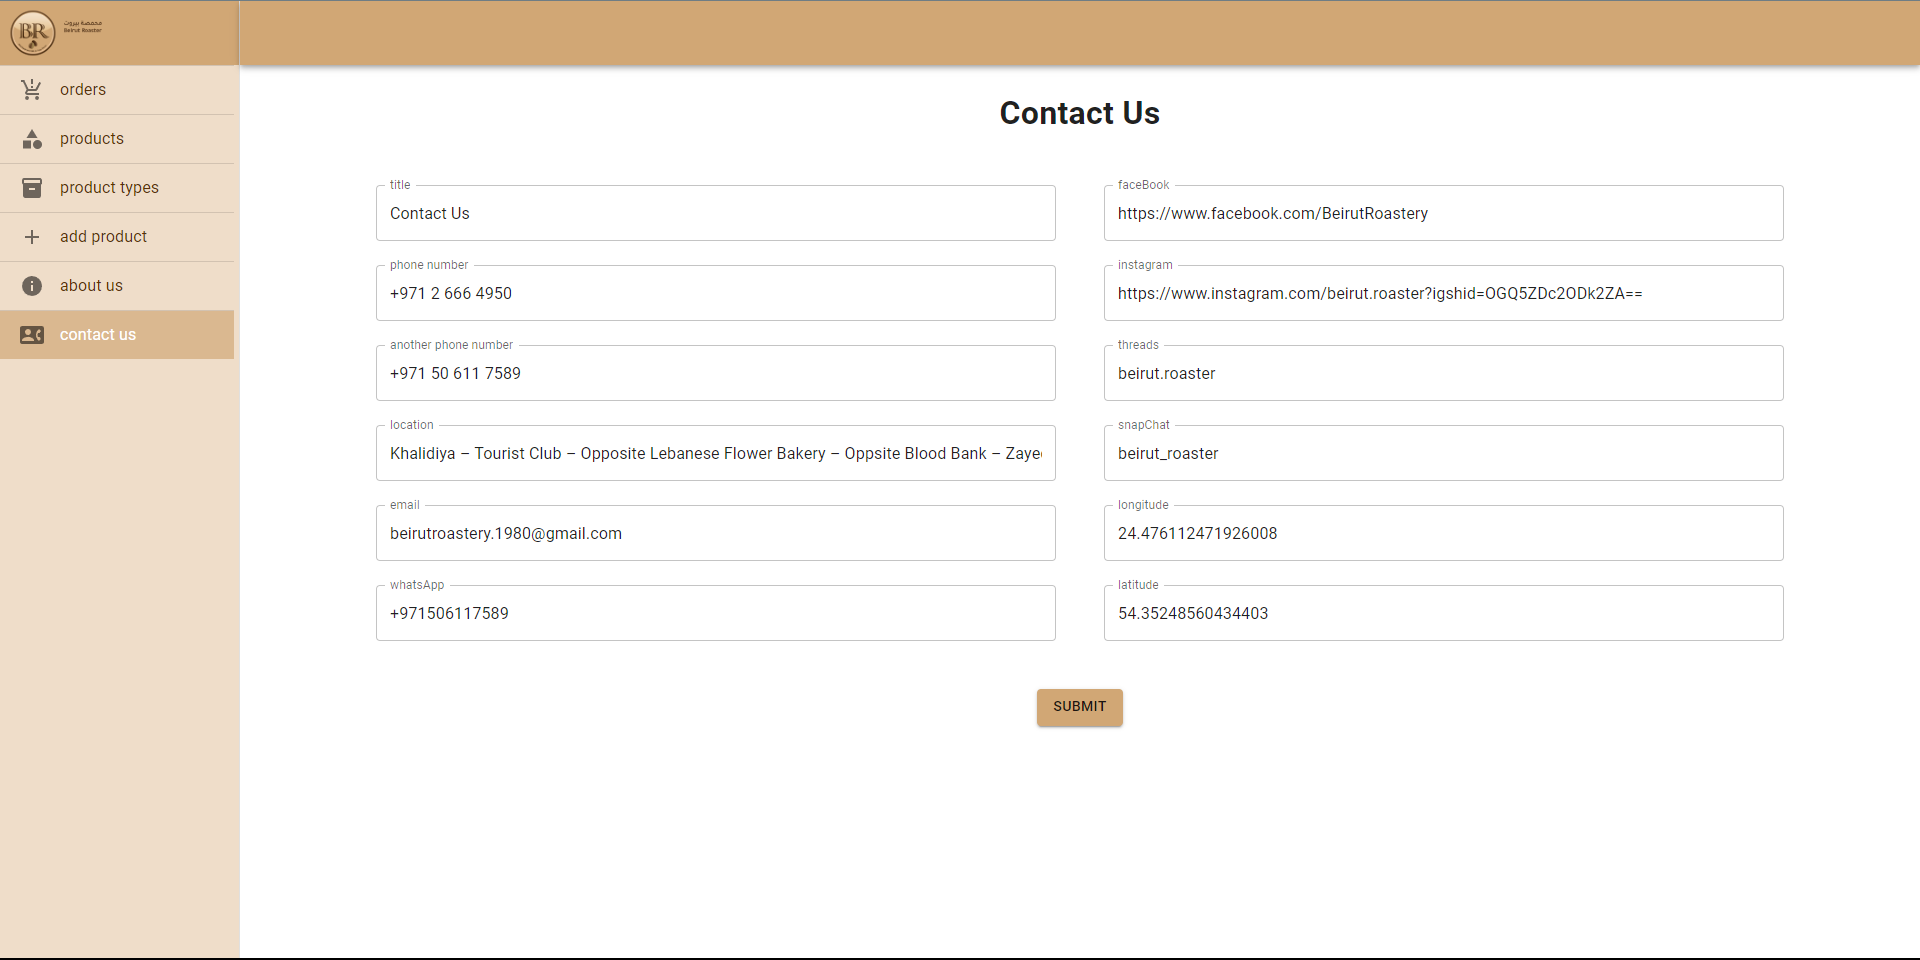 BR
محمصة بيروت
Beirut Roaster
orders
products
product types
add product
about us
contact us
Contact Us
title
Contact Us
phone number
+971 2 666 4950
another phone number
+971 50 611 7589
location
Khalidiya – Tourist Club – Opposite Lebanese Flower Bakery – Oppsite Blood Bank – Zaye
email
beirutroastery.1980@gmail.com
whatsApp
+971506117589
faceBook
https://www.facebook.com/BeirutRoastery
instagram
https://www.instagram.com/beirut.roaster?igshid=OGQ5ZDc2ODk2ZA==
threads
beirut.roaster
snapChat
beirut_roaster
longitude
24.476112471926008
latitude
54.35248560434403
SUBMIT